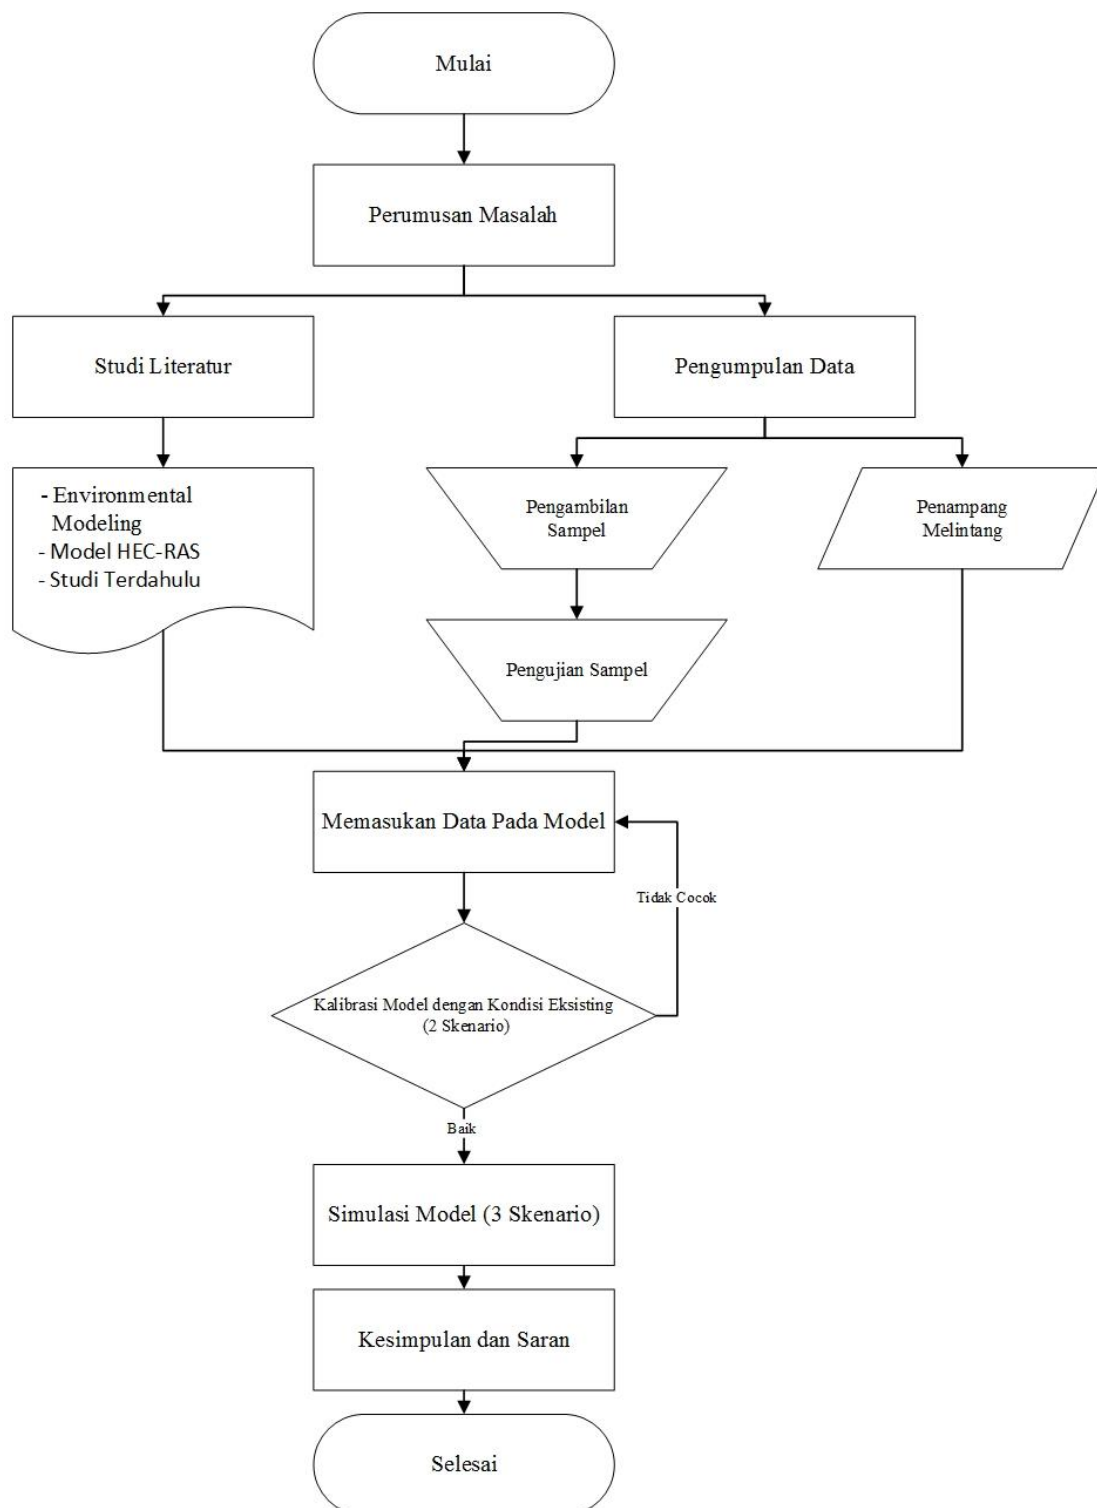 Mulai
Perumusan Masalah
Studi Literatur
Pengumpulan Data
- Environmental
Modeling
- Model HEC-RAS
- Studi Terdahulu
Pengambilan
Sampel
Penampang
Melintang
Pengujian Sampel
Memasukan Data Pada Model
Tidak Cocok
Kalibrasi Model dengan Kondisi Eksisting
(2 Skenario)
Baik
Simulasi Model (3 Skenario)
Kesimpulan dan Saran
Selesai